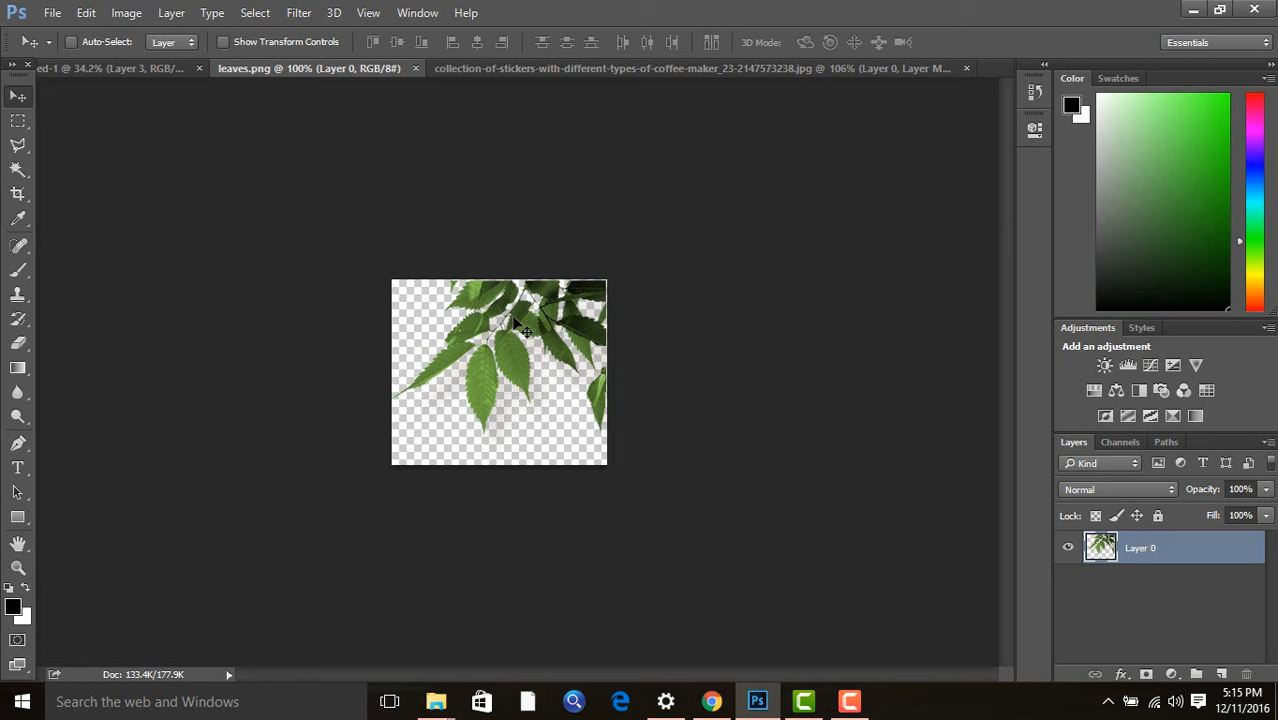 Ps File Edit Image Layer Type Select Filter 3D View Window Help
Auto-Select: Layer Show Transform Controls 3D Mode: Essentials
ed-1 @ 34.2% (Layer 3, RGB/... × leaves.png @ 100% (Layer 0, RGB/8#) × collection-of-stickers-with-different-types-of-coffee-maker_23-2147573238.jpg @ 106% (Layer 0, Layer M... ×
Color Swatches
Adjustments Styles
Add an adjustment
Layers Channels Paths
Kind
Normal Opacity: 100%
Lock: Fill: 100%
Layer 0
Doc: 133.4K/177.9K
Search the web and Windows
Ps
5:15 PM
12/11/2016